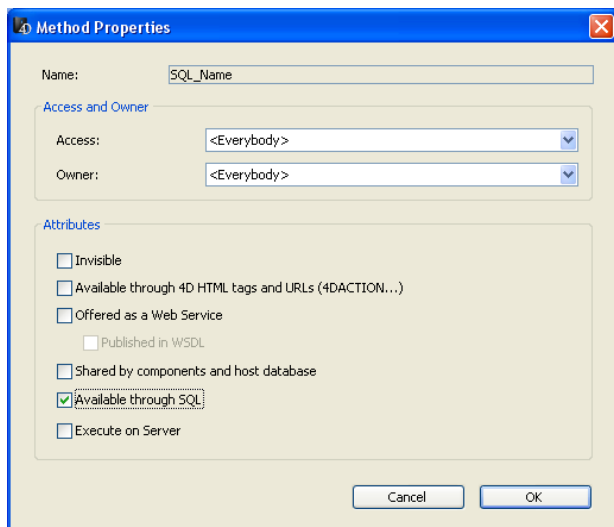 Method Properties
Name: SQL_Name
Access and Owner
Access: <Everybody>
Owner: <Everybody>
Attributes
Invisible
Available through 4D HTML tags and URLs (4DACTION...)
Offered as a Web Service
Published in WSDL
Shared by components and host database
Available through SQL
Execute on Server
Cancel OK